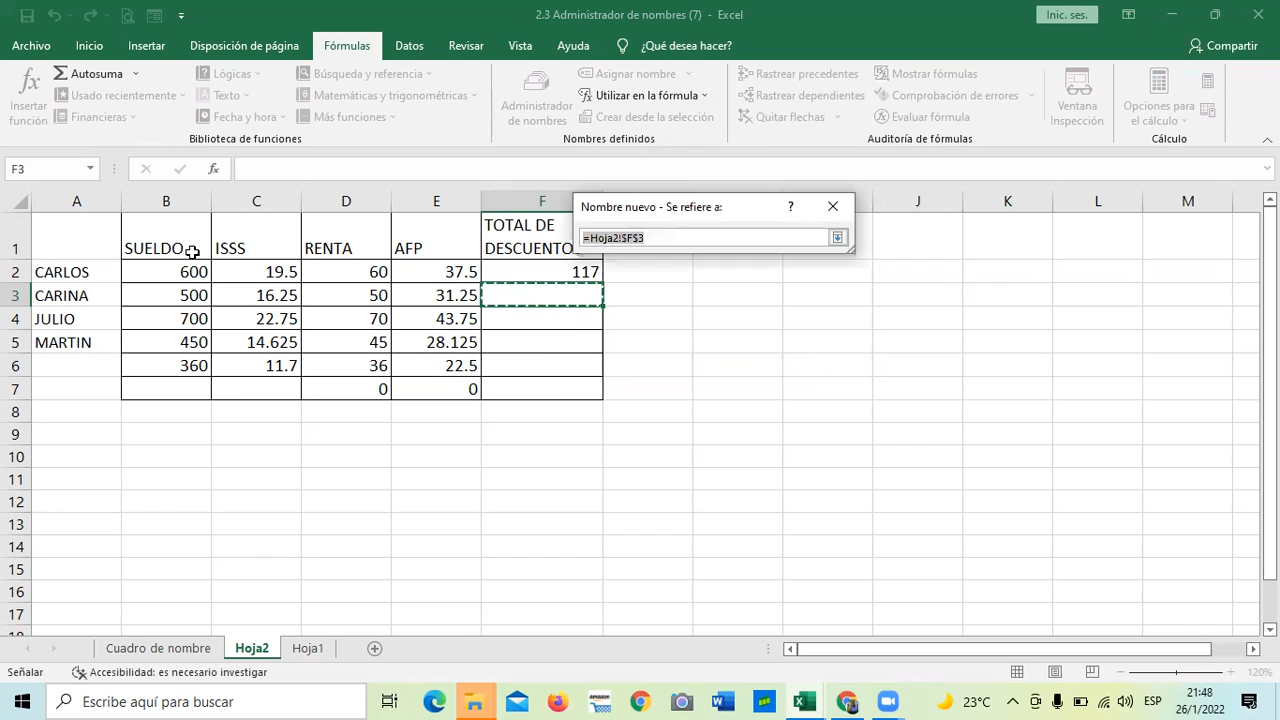 2.3 Administrador de nombres (7) - Excel
Inic. ses.
Archivo Inicio Insertar Disposición de página Fórmulas Datos Revisar Vista Ayuda ¿Qué desea hacer? Compartir
Insertar función
Autosuma
Usado recientemente
Financieras
Lógicas
Texto
Fecha y hora
Búsqueda y referencia
Matemáticas y trigonométricas
Más funciones
Biblioteca de funciones
Administrador de nombres
Asignar nombre
Utilizar en la fórmula
Crear desde la selección
Nombres definidos
Rastrear precedentes
Rastrear dependientes
Quitar flechas
Mostrar fórmulas
Comprobación de errores
Evaluar fórmula
Auditoría de fórmulas
Ventana Inspección
Opciones para el cálculo
Cálculo
F3
fx
Nombre nuevo - Se refiere a: ?
=Hoja2!$F$3
A B C D E F J K L M
1 SUELDO ISSS RENTA AFP TOTAL DE DESCUENTO
2 CARLOS 600 19.5 60 37.5 117
3 CARINA 500 16.25 50 31.25
4 JULIO 700 22.75 70 43.75
5 MARTIN 450 14.625 45 28.125
6 360 11.7 36 22.5
7 0 0
8
9
10
11
12
13
14
15
16
17
Cuadro de nombre Hoja2 Hoja1
Señalar Accesibilidad: es necesario investigar 120%
Escribe aquí para buscar
23°C ESP
21:48
26/1/2022